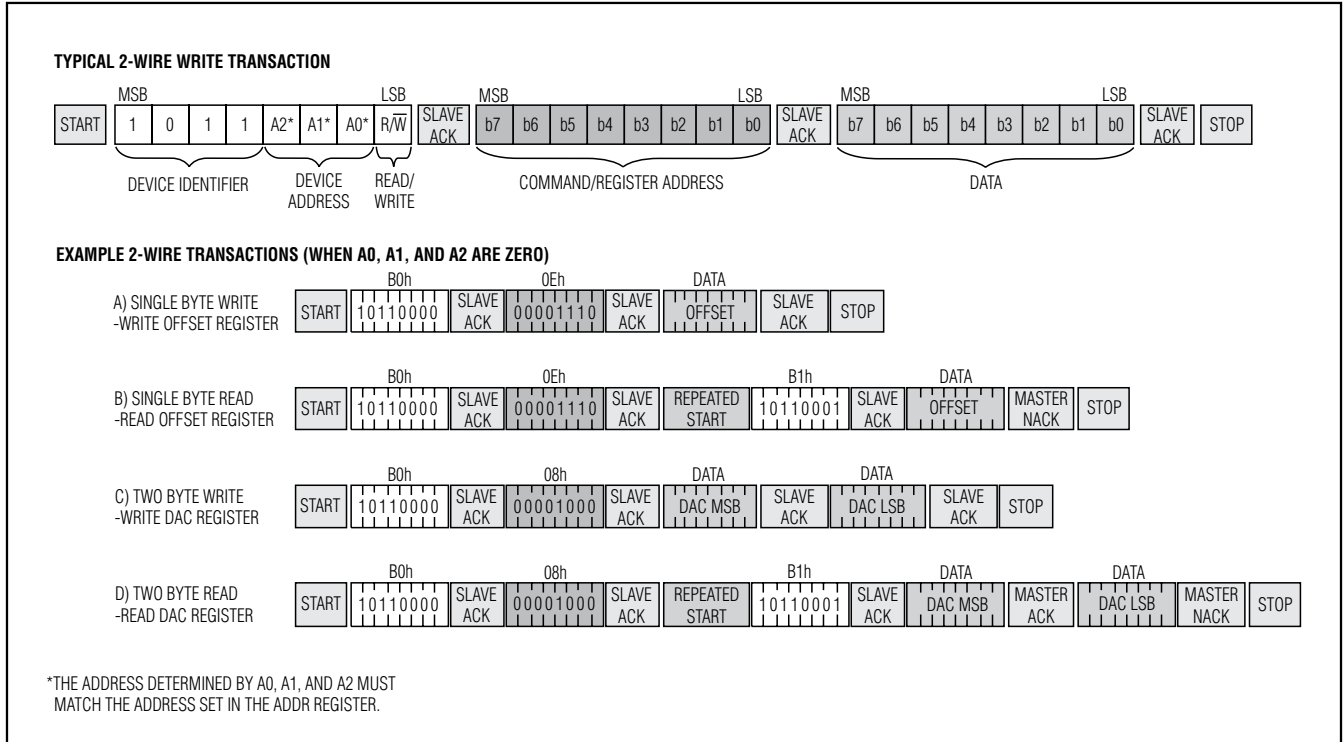 TYPICAL 2-WIRE WRITE TRANSACTION
MSB LSB MSB LSB MSB LSB
START 1 0 1 1 A2* A1* A0* R/W̅ SLAVE ACK b7 b6 b5 b4 b3 b2 b1 b0 SLAVE ACK b7 b6 b5 b4 b3 b2 b1 b0 SLAVE ACK STOP
DEVICE IDENTIFIER DEVICE ADDRESS READ/WRITE COMMAND/REGISTER ADDRESS DATA
EXAMPLE 2-WIRE TRANSACTIONS (WHEN A0, A1, AND A2 ARE ZERO)
B0h 0Eh DATA
A) SINGLE BYTE WRITE
-WRITE OFFSET REGISTER
START 10110000 SLAVE ACK 00001110 SLAVE ACK OFFSET SLAVE ACK STOP
B0h 0Eh B1h DATA
B) SINGLE BYTE READ
-READ OFFSET REGISTER
START 10110000 SLAVE ACK 00001110 SLAVE ACK REPEATED START 10110001 SLAVE ACK OFFSET MASTER NACK STOP
B0h 08h DATA DATA
C) TWO BYTE WRITE
-WRITE DAC REGISTER
START 10110000 SLAVE ACK 00001000 SLAVE ACK DAC MSB SLAVE ACK DAC LSB SLAVE ACK STOP
B0h 08h B1h DATA DATA
D) TWO BYTE READ
-READ DAC REGISTER
START 10110000 SLAVE ACK 00001000 SLAVE ACK REPEATED START 10110001 SLAVE ACK DAC MSB MASTER ACK DAC LSB MASTER NACK STOP
*THE ADDRESS DETERMINED BY A0, A1, AND A2 MUST
MATCH THE ADDRESS SET IN THE ADDR REGISTER.